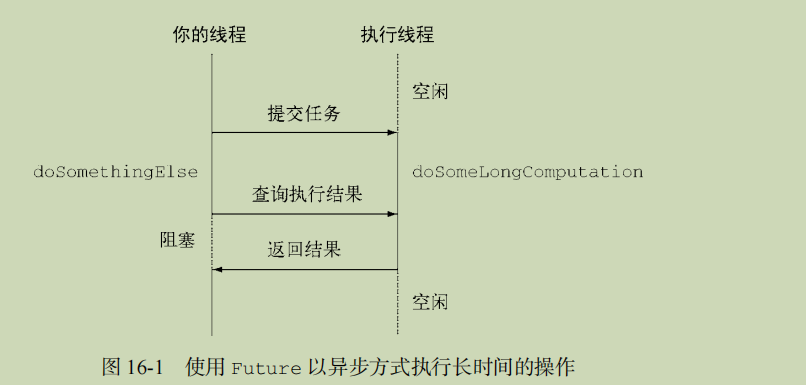 你的线程 执行线程
空闲
提交任务
doSomethingElse doSomeLongComputation
查询执行结果
阻塞
返回结果
空闲
图 16-1 使用 Future 以异步方式执行长时间的操作